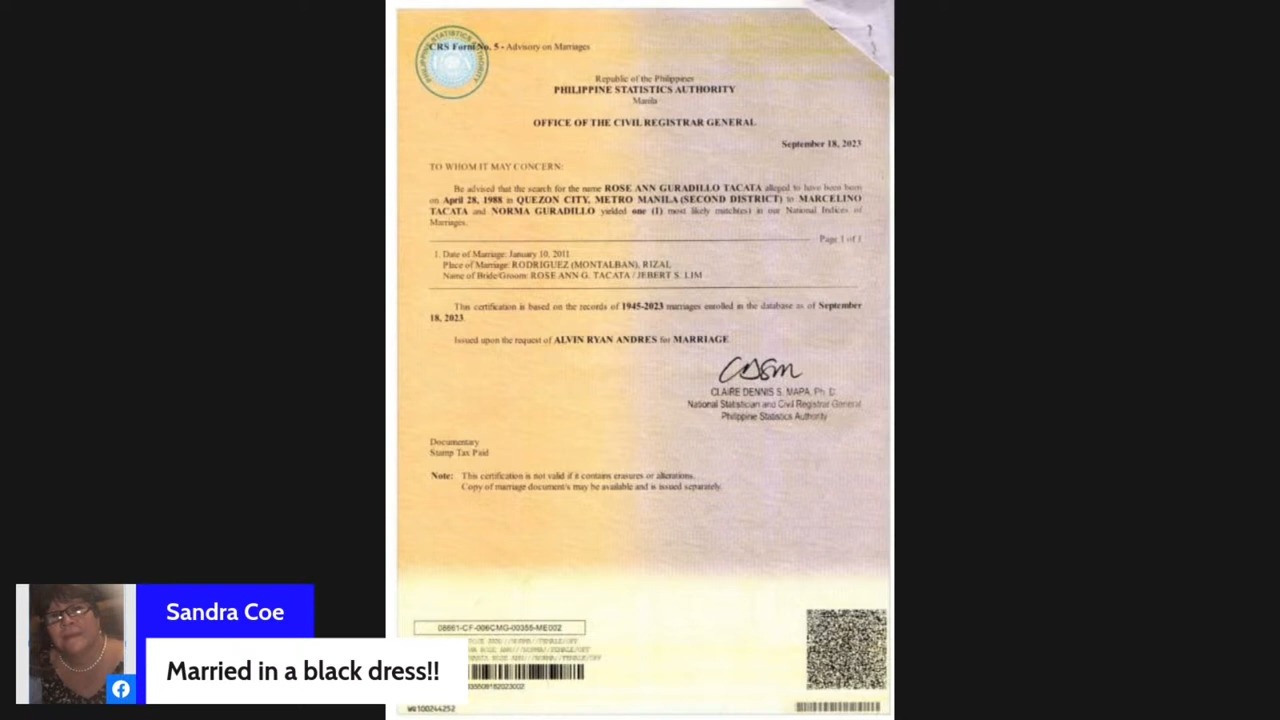 CRS Form No. 5 - Advisory on Marriages
Republic of the Philippines
PHILIPPINE STATISTICS AUTHORITY
Manila
OFFICE OF THE CIVIL REGISTRAR GENERAL
September 18, 2023
TO WHOM IT MAY CONCERN:
Be advised that the search for the name ROSE ANN GURADILLO TACATA alleged to have been born
on April 28, 1988 in QUEZON CITY, METRO MANILA (SECOND DISTRICT) to MARCELINO
TACATA and NORMA GURADILLO yielded one (1) most likely match(es) in our National Indices of
Marriages.
Page 1 of 1
1. Date of Marriage: January 10, 2011
Place of Marriage: RODRIGUEZ (MONTALBAN), RIZAL
Name of Bride/Groom: ROSE ANN G. TACATA / JEBERT S. LIM
This certification is based on the records of 1945-2023 marriages enrolled in the database as of September
18, 2023.
Issued upon the request of ALVIN RYAN ANDRES for MARRIAGE
CLAIRE DENNIS S. MAPA, Ph. D.
National Statistician and Civil Registrar General
Philippine Statistics Authority
Documentary
Stamp Tax Paid
Note: This certification is not valid if it contains erasures or alterations.
Copy of marriage document/s may be available and is issued separately.
08661-CF-006CMG-00355-ME002
Sandra Coe
Married in a black dress!!